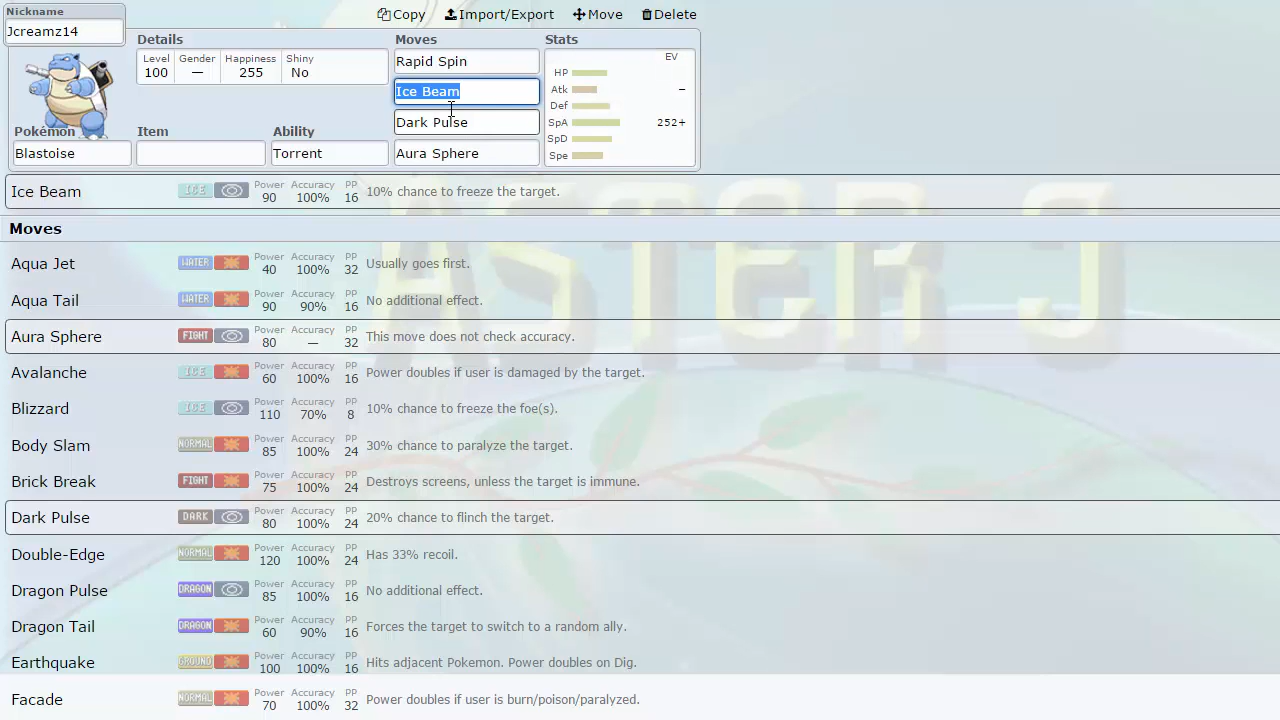 Nickname
Jcreamz14
Copy Import/Export Move Delete
Details Moves Stats
Level Gender Happiness Shiny
100 — 255 No
Rapid Spin
Ice Beam
Dark Pulse
Aura Sphere
EV
HP
Atk –
Def
SpA 252+
SpD
Spe
Pokémon Item Ability
Blastoise Torrent
Ice Beam ICE Power 90 Accuracy 100% PP 16 10% chance to freeze the target.
Moves
Aqua Jet WATER Power 40 Accuracy 100% PP 32 Usually goes first.
Aqua Tail WATER Power 90 Accuracy 90% PP 16 No additional effect.
Aura Sphere FIGHT Power 80 Accuracy — PP 32 This move does not check accuracy.
Avalanche ICE Power 60 Accuracy 100% PP 16 Power doubles if user is damaged by the target.
Blizzard ICE Power 110 Accuracy 70% PP 8 10% chance to freeze the foe(s).
Body Slam NORMAL Power 85 Accuracy 100% PP 24 30% chance to paralyze the target.
Brick Break FIGHT Power 75 Accuracy 100% PP 24 Destroys screens, unless the target is immune.
Dark Pulse DARK Power 80 Accuracy 100% PP 24 20% chance to flinch the target.
Double-Edge NORMAL Power 120 Accuracy 100% PP 24 Has 33% recoil.
Dragon Pulse DRAGON Power 85 Accuracy 100% PP 16 No additional effect.
Dragon Tail DRAGON Power 60 Accuracy 90% PP 16 Forces the target to switch to a random ally.
Earthquake GROUND Power 100 Accuracy 100% PP 16 Hits adjacent Pokemon. Power doubles on Dig.
Facade NORMAL Power 70 Accuracy 100% PP 32 Power doubles if user is burn/poison/paralyzed.
ASTER J